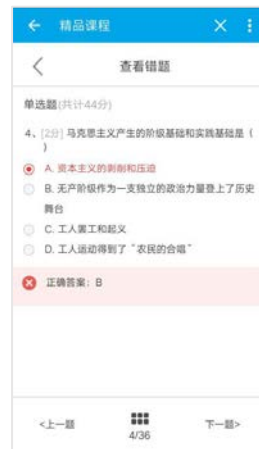 精品课程
查看错题
单选题(共计44分)
4、[2分] 马克思主义产生的阶级基础和实践基础是（
）
A. 资本主义的剥削和压迫
B. 无产阶级作为一支独立的政治力量登上了历史
舞台
C. 工人罢工和起义
D. 工人运动得到了“农民的合唱”
正确答案：B
<上一题
下一题>
4/36